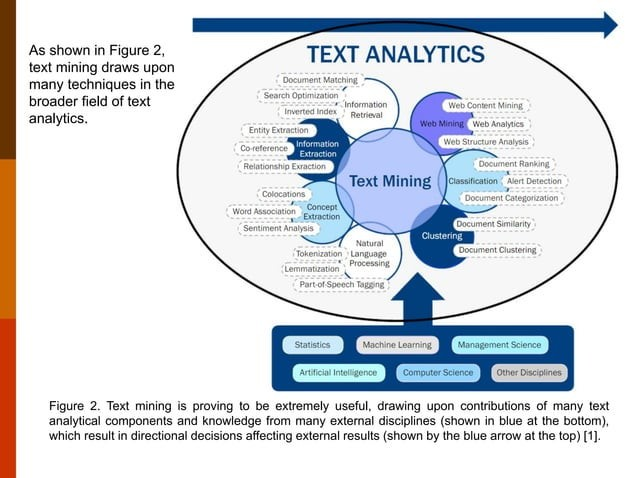 As shown in Figure 2,
text mining draws upon
many techniques in the
broader field of text
analytics.
TEXT ANALYTICS
Document Matching
Search Optimization
Inverted Index
Information
Retrieval
Entity Extraction
Co-reference
Relationship Exraction
Information
Extraction
Colocations
Word Association
Sentiment Analysis
Concept
Extraction
Tokenization
Lemmatization
Part-of-Speech Tagging
Natural
Language
Processing
Text Mining
Web Mining
Web Content Mining
Web Analytics
Web Structure Analysis
Classification
Document Ranking
Alert Detection
Document Categorization
Clustering
Document Similarity
Document Clustering
Statistics
Machine Learning
Management Science
Artificial Intelligence
Computer Science
Other Disciplines
Figure 2. Text mining is proving to be extremely useful, drawing upon contributions of many text
analytical components and knowledge from many external disciplines (shown in blue at the bottom),
which result in directional decisions affecting external results (shown by the blue arrow at the top) [1].